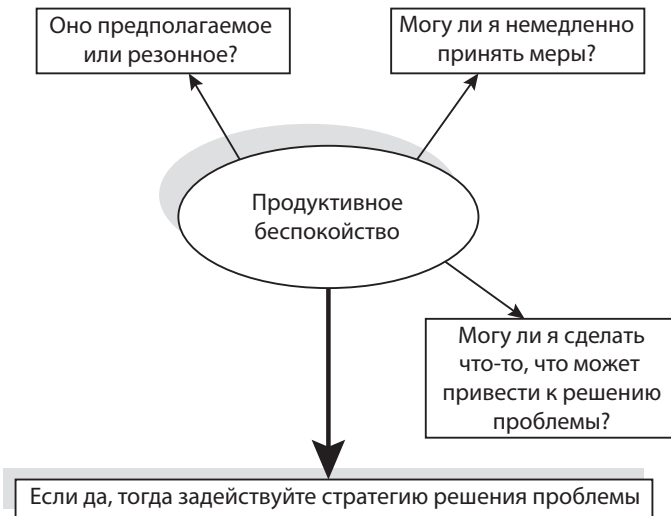 Оно предполагаемое
или резонное?
Могу ли я немедленно
принять меры?
Продуктивное
беспокойство
Могу ли я сделать
что-то, что может
привести к решению
проблемы?
Если да, тогда задействуйте стратегию решения проблемы